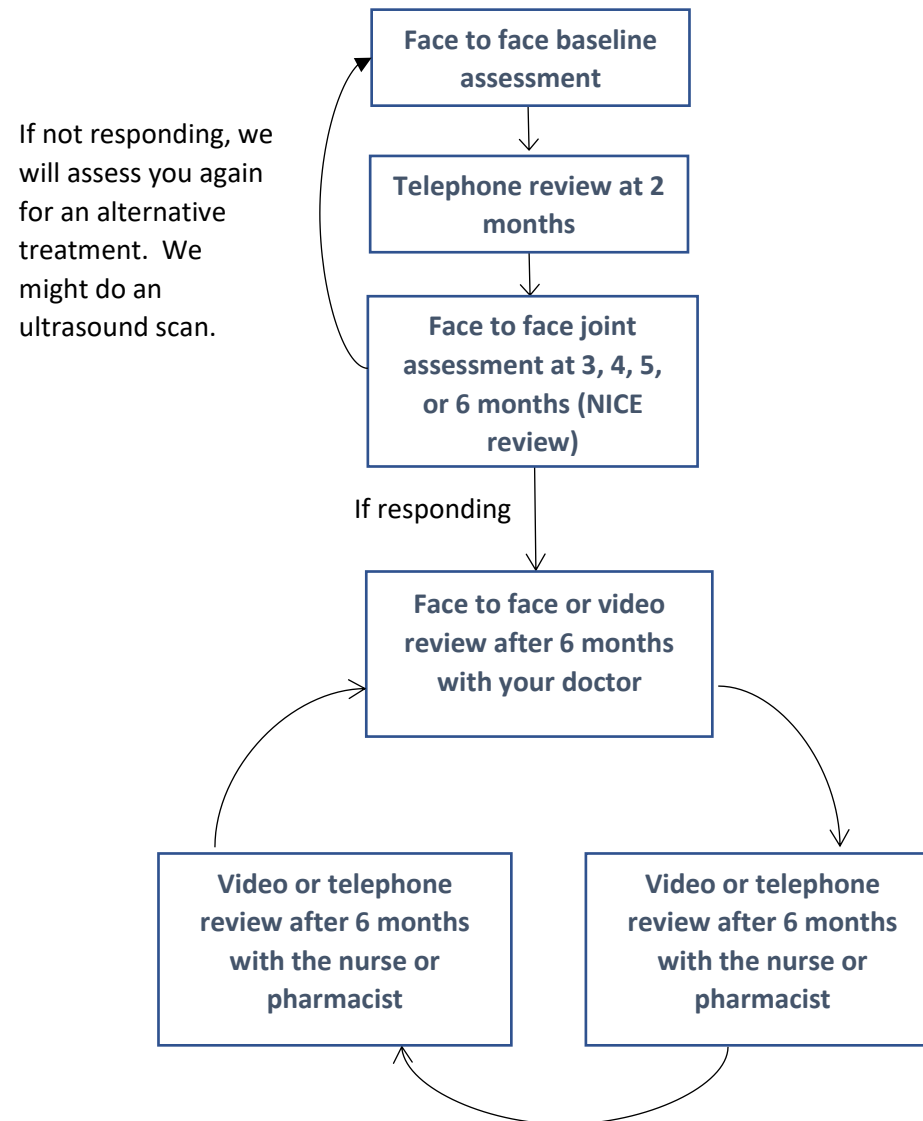 Face to face baseline
assessment
If not responding, we
will assess you again
for an alternative
treatment.  We
might do an
ultrasound scan.
Telephone review at 2
months
Face to face joint
assessment at 3, 4, 5,
or 6 months (NICE
review)
If responding
Face to face or video
review after 6 months
with your doctor
Video or telephone
review after 6 months
with the nurse or
pharmacist
Video or telephone
review after 6 months
with the nurse or
pharmacist